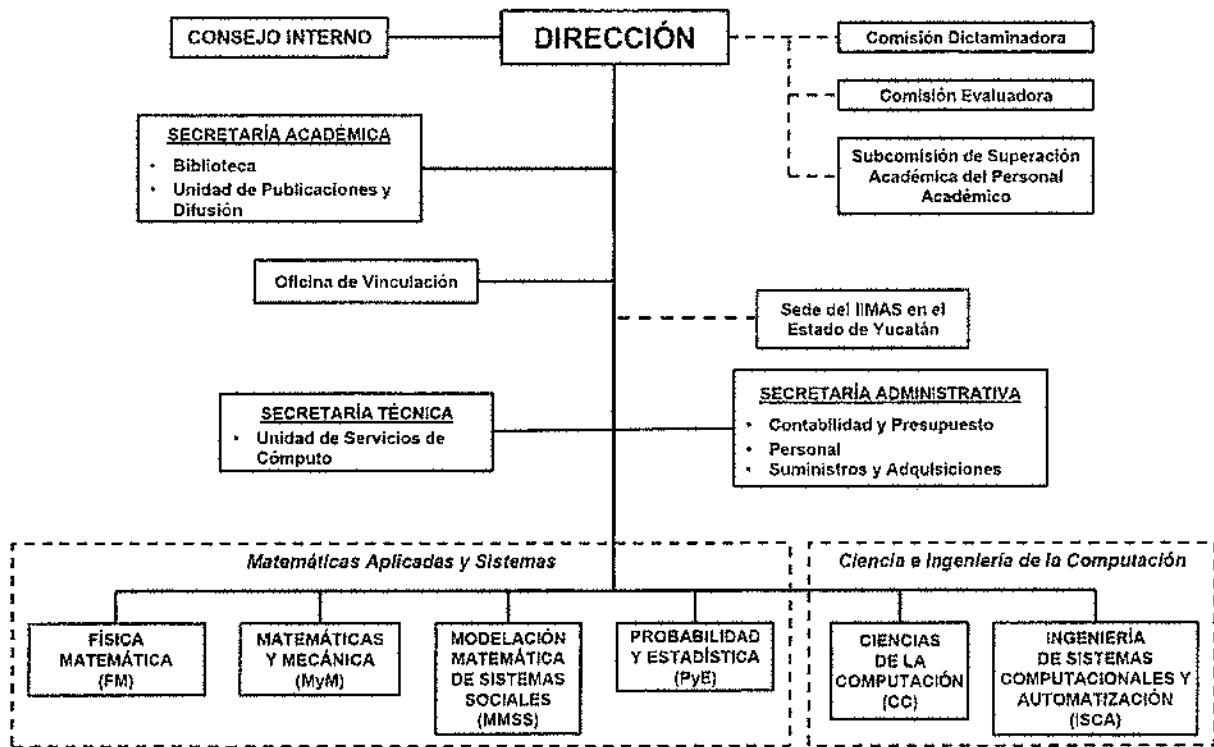 CONSEJO INTERNO
DIRECCIÓN
Comisión Dictaminadora
Comisión Evaluadora
Subcomisión de Superación
Académica del Personal
Académico
SECRETARÍA ACADÉMICA
· Biblioteca
· Unidad de Publicaciones y
Difusión
Oficina de Vinculación
Sede del IIMAS en el
Estado de Yucatán
SECRETARÍA TÉCNICA
· Unidad de Servicios de
Cómputo
SECRETARÍA ADMINISTRATIVA
· Contabilidad y Presupuesto
· Personal
· Suministros y Adquisiciones
Matemáticas Aplicadas y Sistemas
FÍSICA
MATEMÁTICA
(FM)
MATEMÁTICAS
Y MECÁNICA
(MyM)
MODELACIÓN
MATEMÁTICA
DE SISTEMAS
SOCIALES
(MMSS)
PROBABILIDAD
Y ESTADÍSTICA
(PyE)
Ciencia e Ingeniería de la Computación
CIENCIAS
DE LA
COMPUTACIÓN
(CC)
INGENIERÍA
DE SISTEMAS
COMPUTACIONALES Y
AUTOMATIZACIÓN
(ISCA)